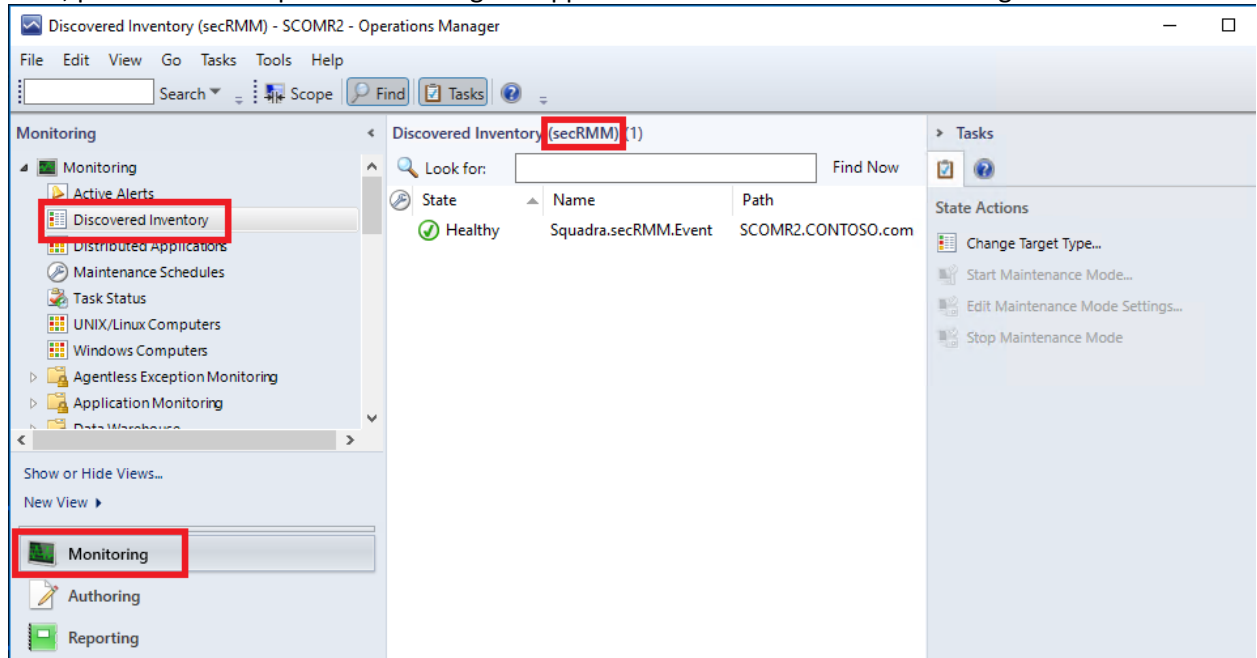 Discovered Inventory (secRMM) - SCOMR2 - Operations Manager
File Edit View Go Tasks Tools Help
Search Scope Find Tasks
Monitoring
Monitoring
Active Alerts
Discovered Inventory
Distributed Applications
Maintenance Schedules
Task Status
UNIX/Linux Computers
Windows Computers
Agentless Exception Monitoring
Application Monitoring
Data Warehouse
Show or Hide Views...
New View
Monitoring
Authoring
Reporting
Discovered Inventory (secRMM) (1)
Look for: Find Now
State Name Path
Healthy Squadra.secRMM.Event SCOMR2.CONTOSO.com
Tasks
State Actions
Change Target Type...
Start Maintenance Mode...
Edit Maintenance Mode Settings...
Stop Maintenance Mode